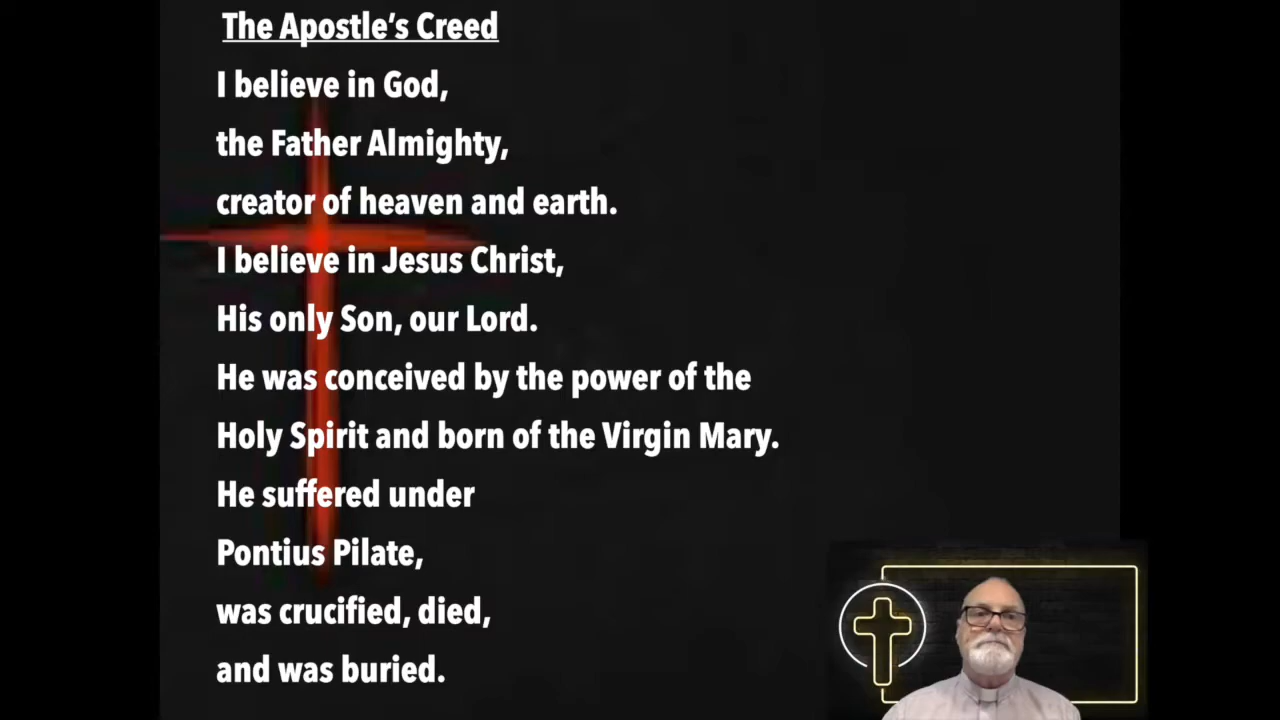 The Apostle’s Creed
I believe in God,
the Father Almighty,
creator of heaven and earth.
I believe in Jesus Christ,
His only Son, our Lord.
He was conceived by the power of the
Holy Spirit and born of the Virgin Mary.
He suffered under
Pontius Pilate,
was crucified, died,
and was buried.